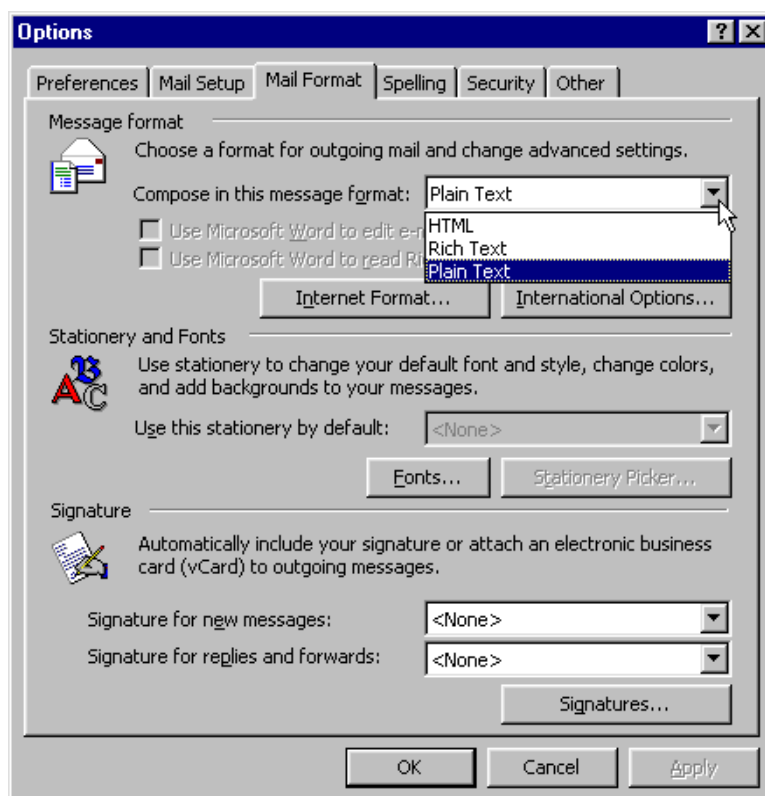 Options
Preferences Mail Setup Mail Format Spelling Security Other
Message format
Choose a format for outgoing mail and change advanced settings.
Compose in this message format: Plain Text
HTML
Use Microsoft Word to edit e-
Rich Text
Use Microsoft Word to read
Plain Text
Internet Format... International Options...
Stationery and Fonts
Use stationery to change your default font and style, change colors,
and add backgrounds to your messages.
Use this stationery by default: <None>
Fonts... Stationery Picker...
Signature
Automatically include your signature or attach an electronic business
card (vCard) to outgoing messages.
Signature for new messages: <None>
Signature for replies and forwards: <None>
Signatures...
OK Cancel Apply